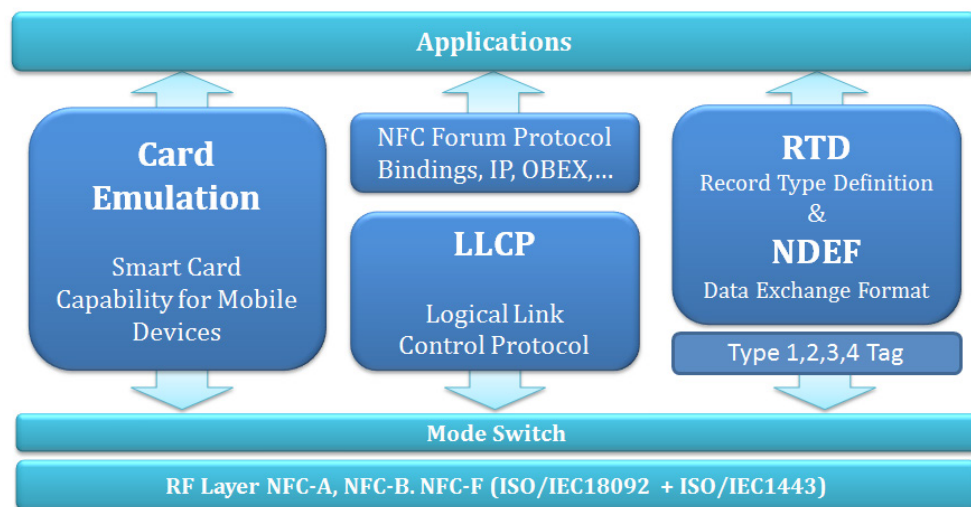 Applications
Card
Emulation
Smart Card
Capability for Mobile
Devices
NFC Forum Protocol
Bindings, IP, OBEX,...
LLCP
Logical Link
Control Protocol
RTD
Record Type Definition
&
NDEF
Data Exchange Format
Type 1,2,3,4 Tag
Mode Switch
RF Layer NFC-A, NFC-B. NFC-F (ISO/IEC18092 + ISO/IEC1443)